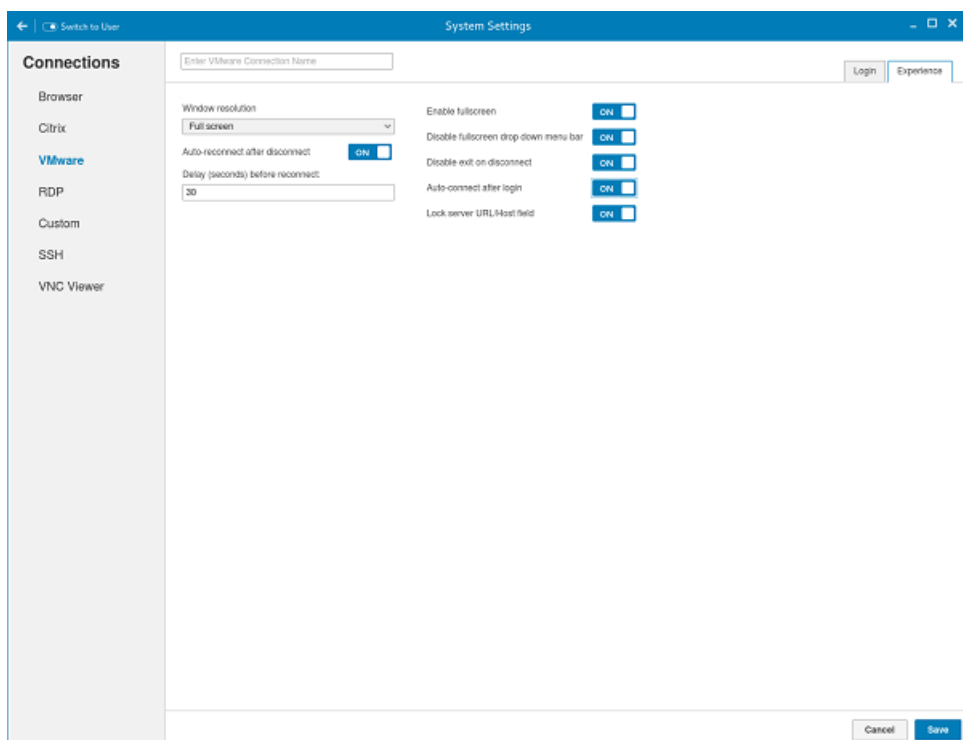 Switch to User
System Settings
Connections
Browser
Citrix
VMware
RDP
Custom
SSH
VNC Viewer
Enter VMware Connection Name
Login
Experience
Window resolution
Full screen
Auto-reconnect after disconnect
ON
Delay (seconds) before reconnect:
30
Enable fullscreen
ON
Disable fullscreen drop down menu bar
ON
Disable exit on disconnect
ON
Auto-connect after login
ON
Lock server URL/Host field
ON
Cancel
Save